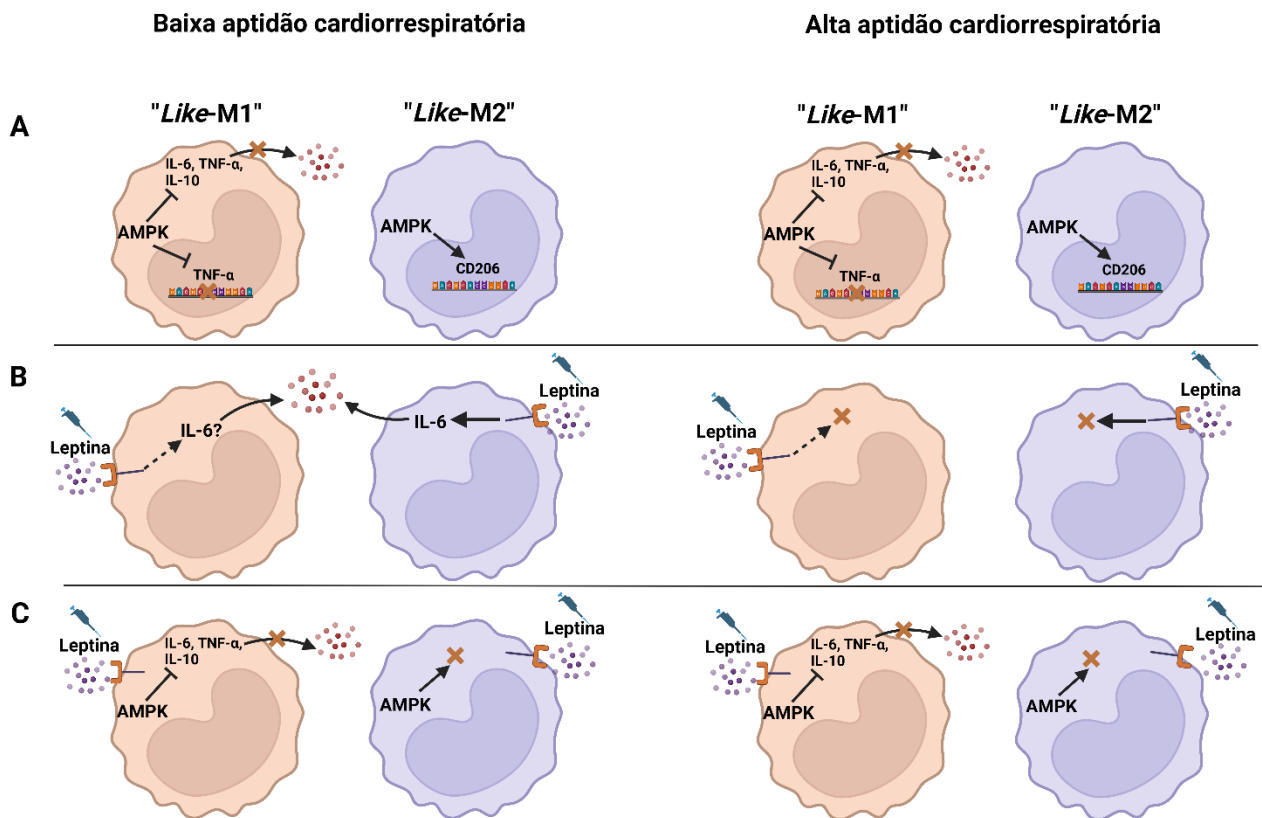 Baixa aptidão cardiorrespiratória
Alta aptidão cardiorrespiratória
"Like-M1"
"Like-M2"
"Like-M1"
"Like-M2"
A
IL-6, TNF-α,
IL-10
AMPK
TNF-α
AMPK
CD206
IL-6, TNF-α,
IL-10
AMPK
TNF-α
AMPK
CD206
B
Leptina
IL-6?
IL-6
Leptina
Leptina
Leptina
C
Leptina
IL-6, TNF-α,
IL-10
AMPK
AMPK
Leptina
Leptina
IL-6, TNF-α,
IL-10
AMPK
AMPK
Leptina